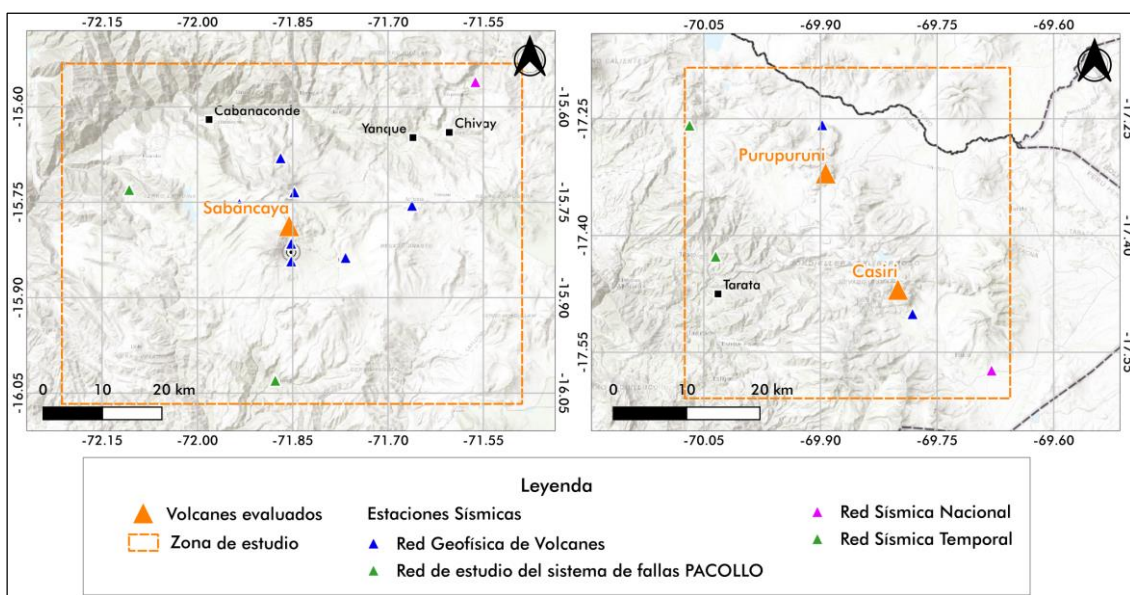 -72.15 -72.00 -71.85 -71.70 -71.55
-15.60 -15.60
Cabanaconde
Yanque
Chivay
-15.75 -15.75
Sabancaya
-15.90 -15.90
-16.05 -16.05
0 10 20 km
-72.15 -72.00 -71.85 -71.70 -71.55
-70.05 -69.90 -69.75 -69.60
-17.25 -17.25
Purupuruni
-17.40 -17.40
Casiri
Tarata
-17.55 -17.55
0 10 20 km
-70.05 -69.90 -69.75 -69.60
Leyenda
Volcanes evaluados
Zona de estudio
Estaciones Sísmicas
Red Geofísica de Volcanes
Red de estudio del sistema de fallas PACOLLO
Red Sísmica Nacional
Red Sísmica Temporal